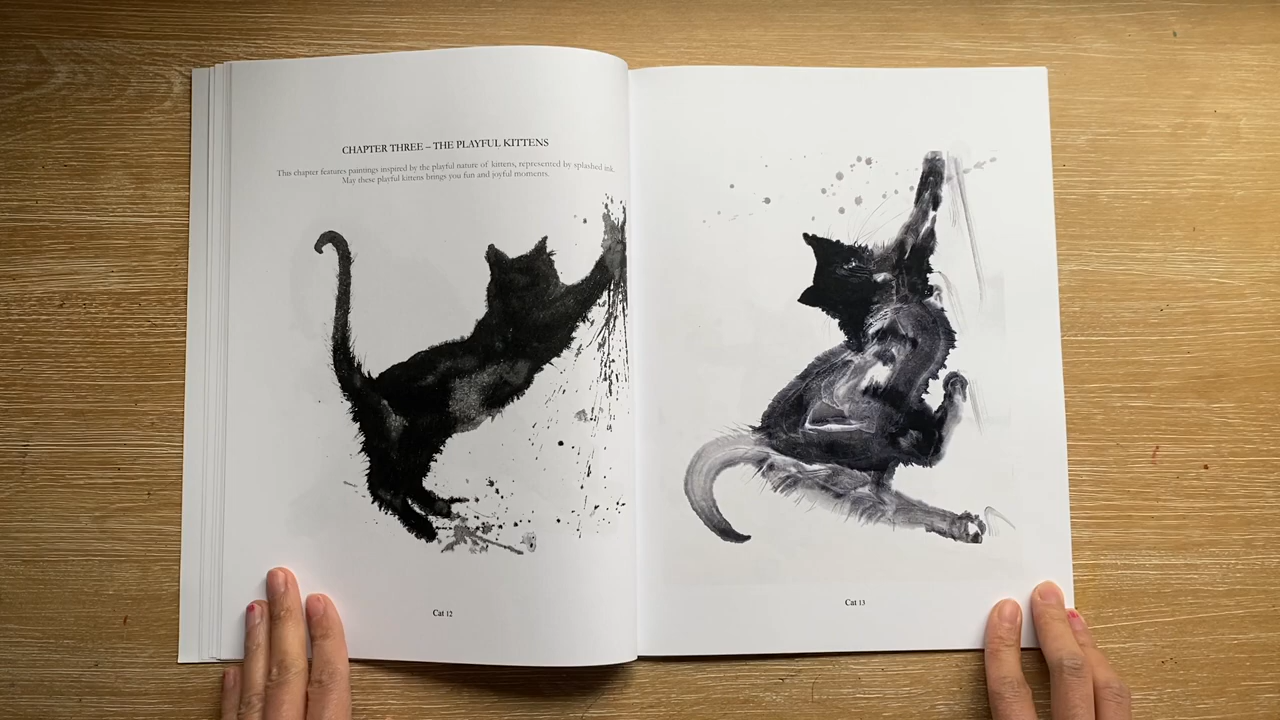 CHAPTER THREE – THE PLAYFUL KITTENS
This chapter features paintings inspired by the playful nature of kittens, represented by splashed ink.
May these playful kittens brings you fun and joyful moments.
Cat 12
Cat 13